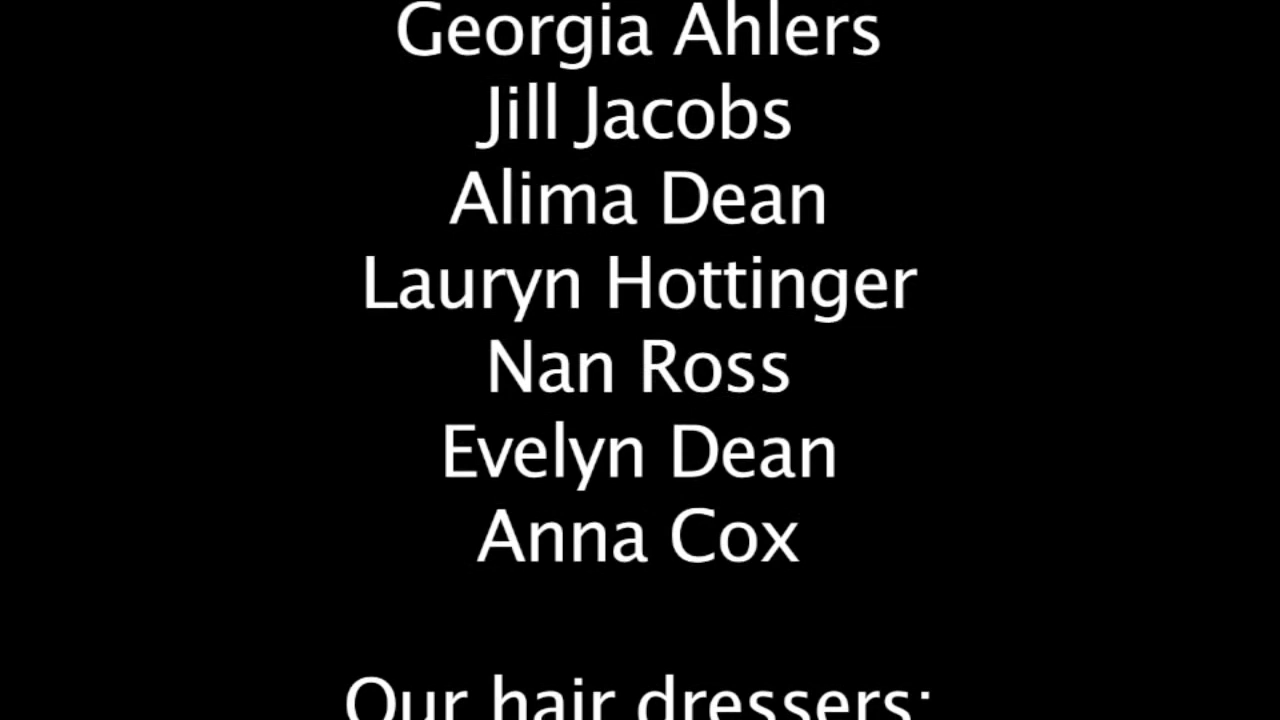 Georgia Ahlers
Jill Jacobs
Alima Dean
Lauryn Hottinger
Nan Ross
Evelyn Dean
Anna Cox
Our hair dressers: